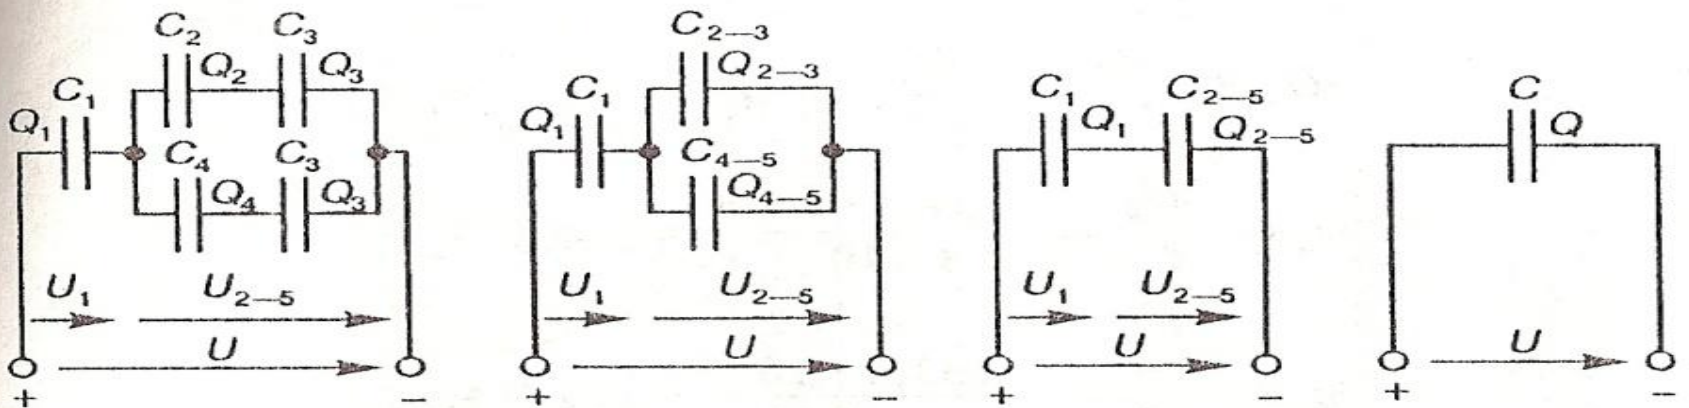 C₂ C₃
Q₂ Q₃
C₁
Q₁
C₄ C₃
Q₄ Q₃
U₁ U₂₋₅
U
+ −
C₂₋₃
Q₂₋₃
C₁
Q₁
C₄₋₅
Q₄₋₅
U₁ U₂₋₅
U
+ −
C₁ C₂₋₅
Q₁ Q₂₋₅
U₁ U₂₋₅
U
+ −
C
Q
U
+ −